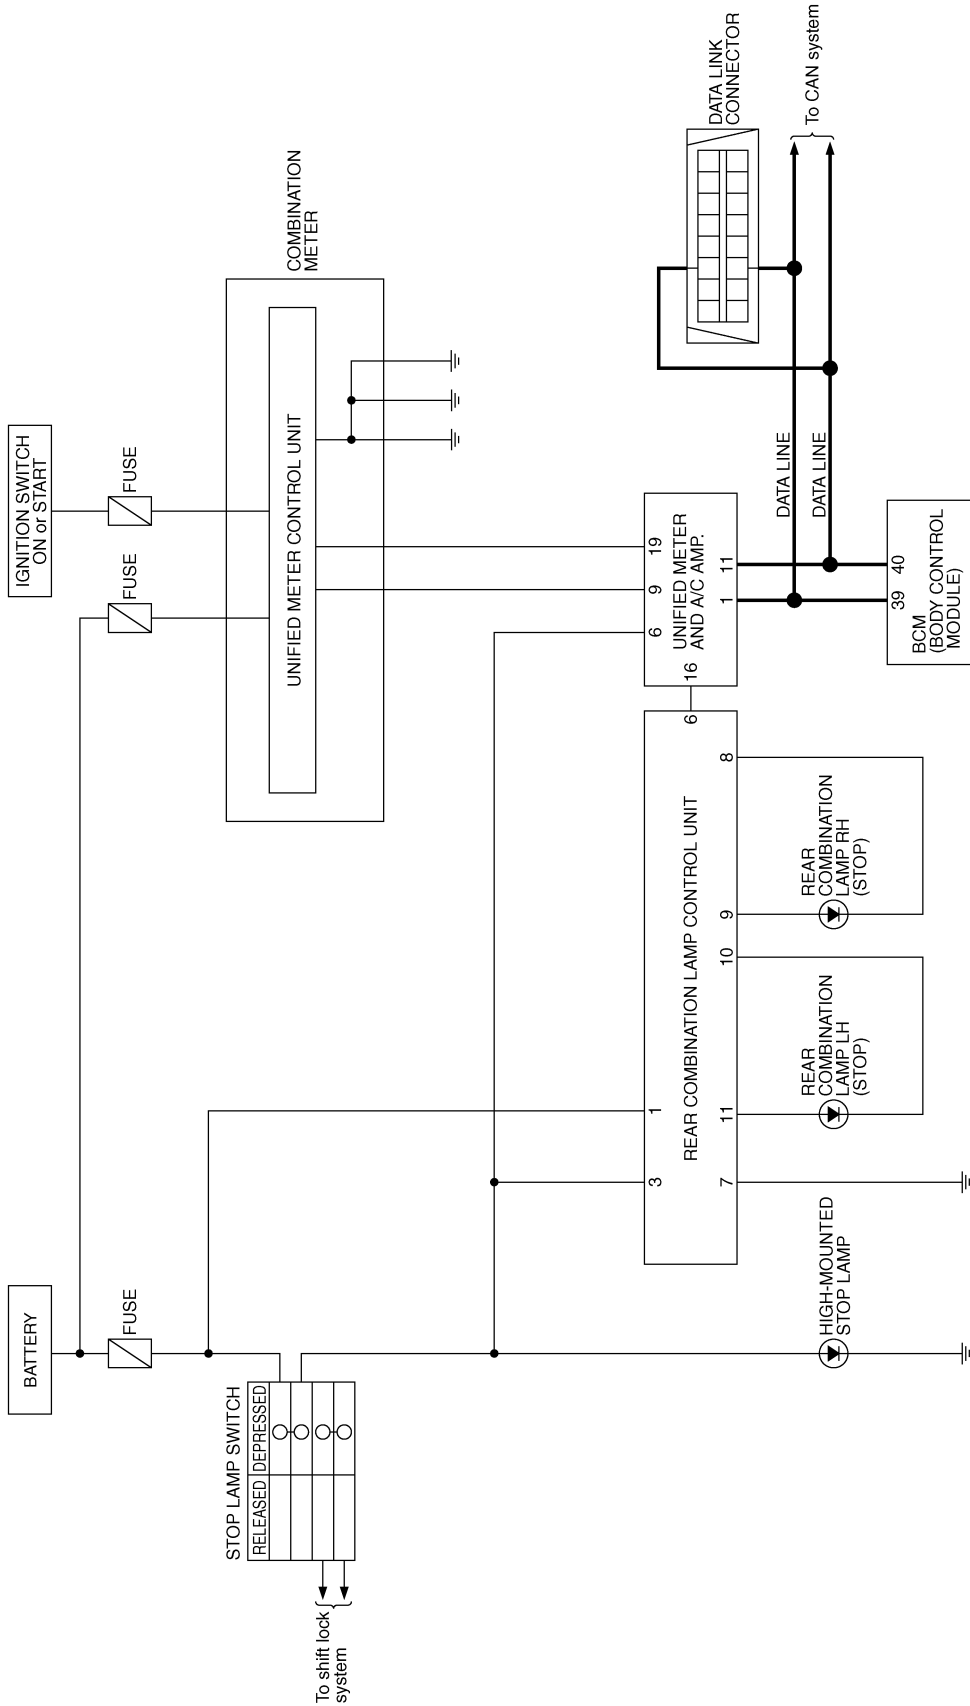 BATTERY
IGNITION SWITCH
ON or START
FUSE
FUSE
FUSE
STOP LAMP SWITCH
RELEASED
DEPRESSED
To shift lock
system
COMBINATION
METER
UNIFIED METER CONTROL UNIT
DATA LINK
CONNECTOR
To CAN system
DATA LINE
DATA LINE
3
1
REAR COMBINATION LAMP CONTROL UNIT
6
7
11
10
9
8
6
9
19
16
UNIFIED METER
AND A/C AMP.
1
11
39
40
BCM
(BODY CONTROL
MODULE)
HIGH-MOUNTED
STOP LAMP
REAR
COMBINATION
LAMP LH
(STOP)
REAR
COMBINATION
LAMP RH
(STOP)